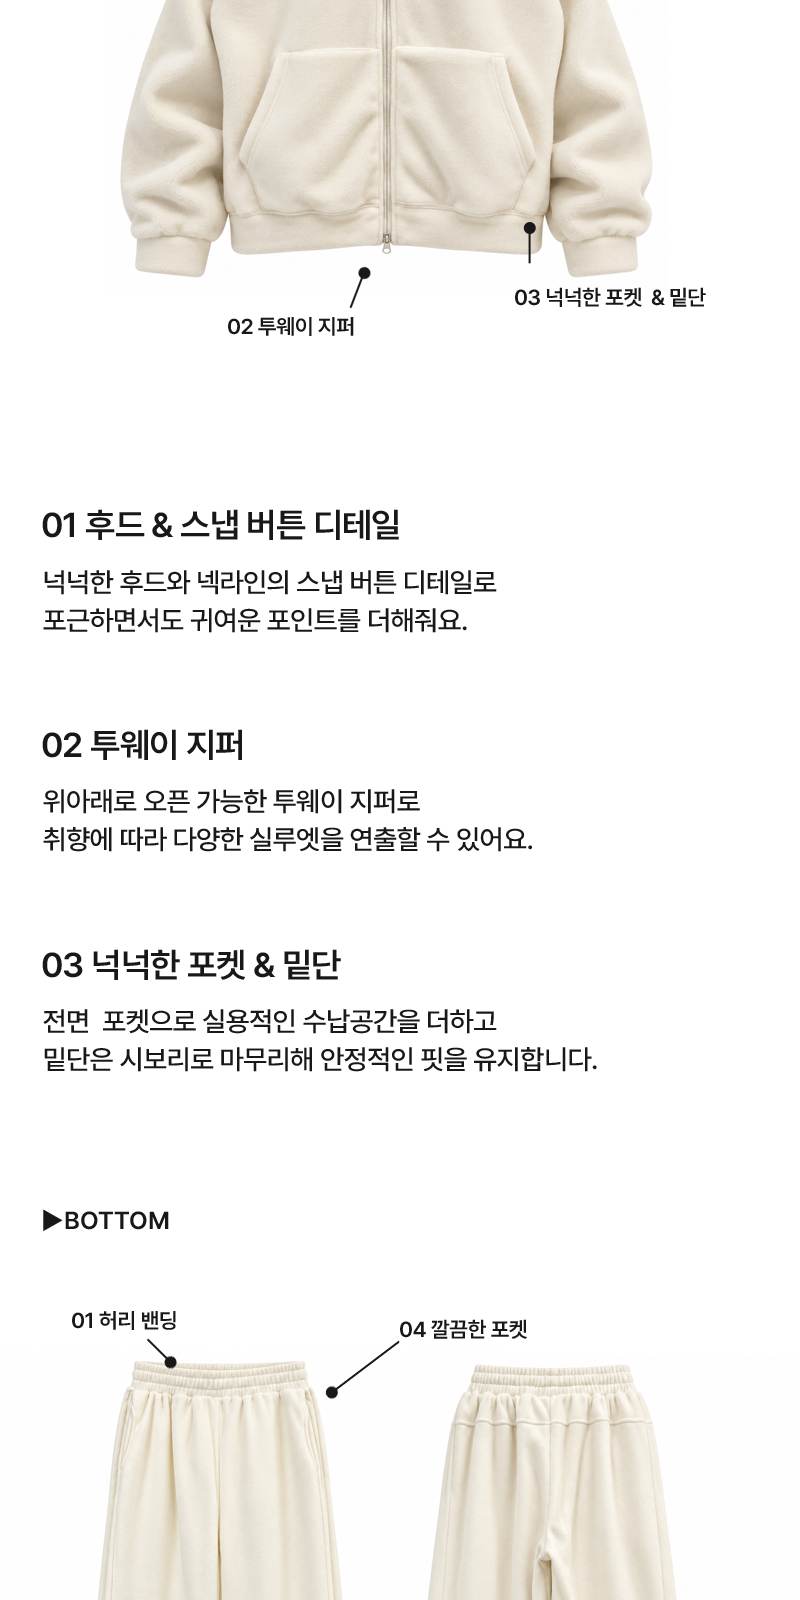 03 넉넉한 포켓 & 밑단
02 투웨이 지퍼
01 후드 & 스냅 버튼 디테일
넉넉한 후드와 넥라인의 스냅 버튼 디테일로
포근하면서도 귀여운 포인트를 더해줘요.
02 투웨이 지퍼
위아래로 오픈 가능한 투웨이 지퍼로
취향에 따라 다양한 실루엣을 연출할 수 있어요.
03 넉넉한 포켓 & 밑단
전면 포켓으로 실용적인 수납공간을 더하고
밑단은 시보리로 마무리해 안정적인 핏을 유지합니다.
▶BOTTOM
01 허리 밴딩
04 깔끔한 포켓